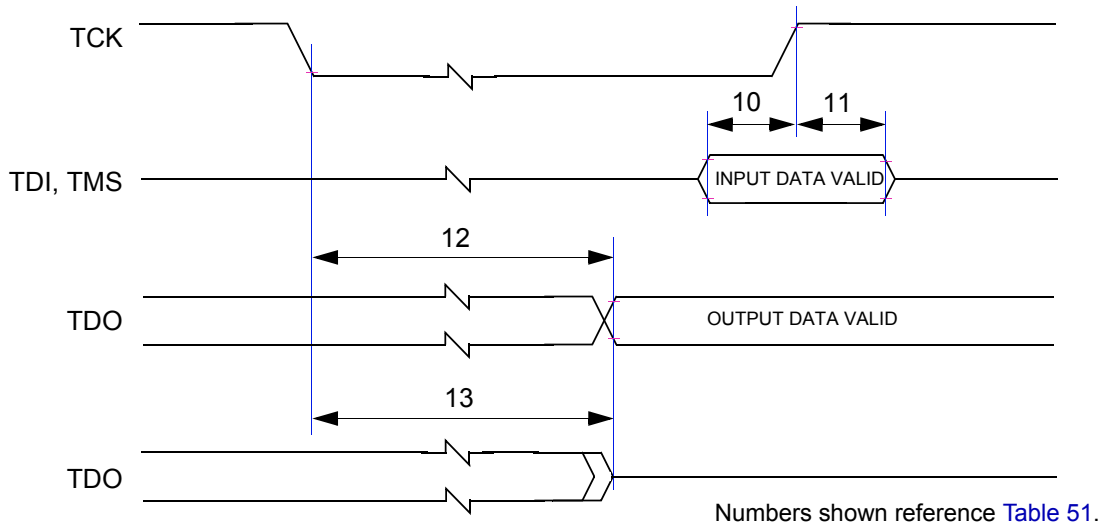 TCK
10
11
TDI, TMS
INPUT DATA VALID
12
TDO
OUTPUT DATA VALID
13
TDO
Numbers shown reference Table 51.